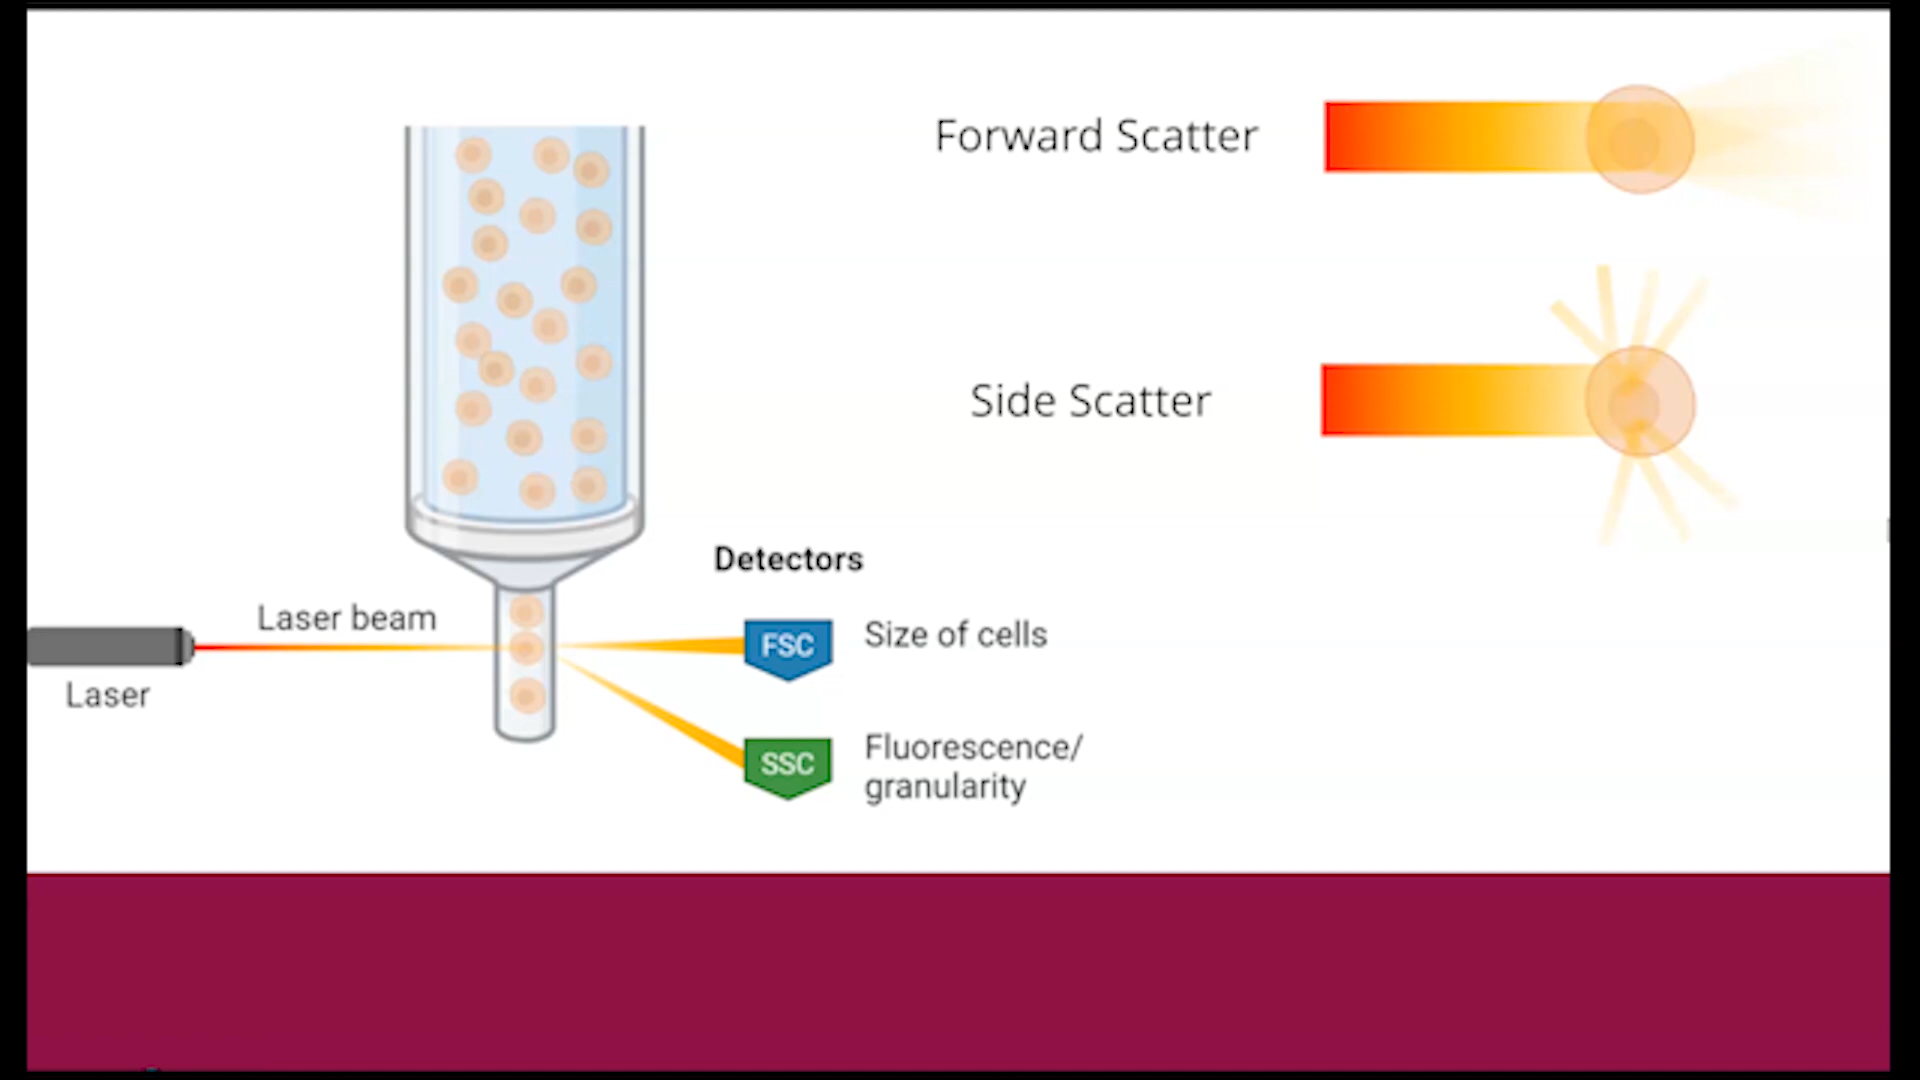 Forward Scatter
Side Scatter
Detectors
Laser beam
FSC
Size of cells
Laser
SSC
Fluorescence/
granularity